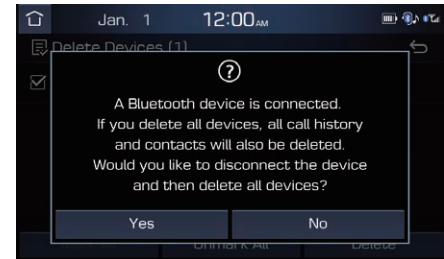 Jan. 1 12:00 AM
Delete Devices (1)
A Bluetooth device is connected.
If you delete all devices, all call history
and contacts will also be deleted.
Would you like to disconnect the device
and then delete all devices?
Yes No
Unmark All Delete